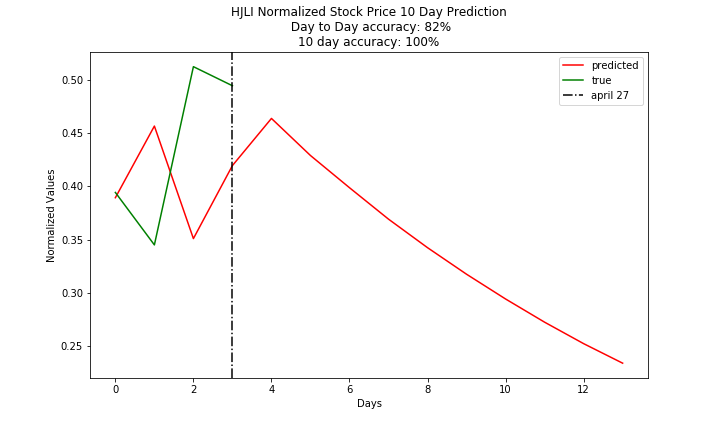 HJLI Normalized Stock Price 10 Day Prediction
Day to Day accuracy: 82%
10 day accuracy: 100%
predicted
true
april 27
Normalized Values
0.50
0.45
0.40
0.35
0.30
0.25
0 2 4 6 8 10 12
Days